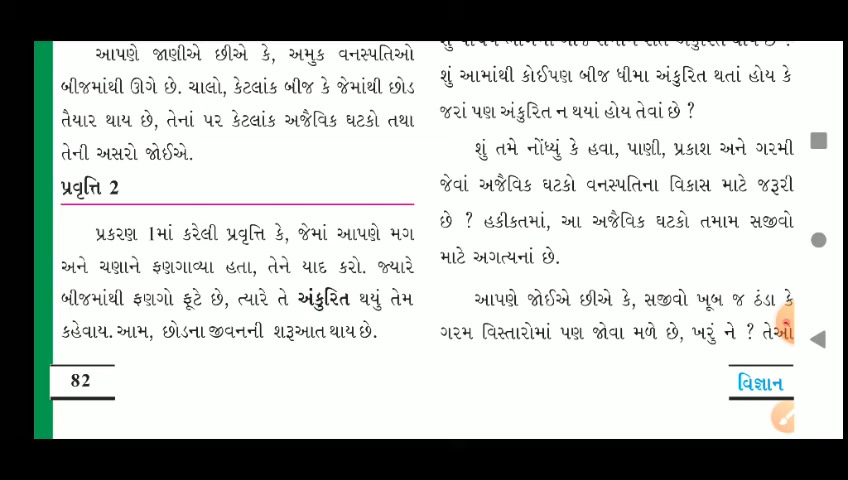 આપણે જાણીએ છીએ કે, અમુક વનસ્પતિઓ
બીજમાંથી ઊગે છે. ચાલો, કેટલાંક બીજ કે જેમાંથી છોડ
તૈયાર થાય છે, તેનાં પર કેટલાંક અજૈવિક ઘટકો તથા
તેની અસરો જોઈએ.
પ્રવૃત્તિ 2
પ્રકરણ 1માં કરેલી પ્રવૃત્તિ કે, જેમાં આપણે મગ
અને ચણાને ફણગાવ્યા હતા, તેને યાદ કરો. જ્યારે
બીજમાંથી ફણગો ફૂટે છે, ત્યારે તે અંકુરિત થયું તેમ
કહેવાય. આમ, છોડના જીવનની શરૂઆત થાય છે.
શું આમાંથી કોઈપણ બીજ ધીમા અંકુરિત થતાં હોય કે
જરાં પણ અંકુરિત ન થયાં હોય તેવાં છે ?
શું તમે નોંધ્યું કે હવા, પાણી, પ્રકાશ અને ગરમી
જેવાં અજૈવિક ઘટકો વનસ્પતિના વિકાસ માટે જરૂરી
છે ? હકીકતમાં, આ અજૈવિક ઘટકો તમામ સજીવો
માટે અગત્યનાં છે.
આપણે જોઈએ છીએ કે, સજીવો ખૂબ જ ઠંડા કે
ગરમ વિસ્તારોમાં પણ જોવા મળે છે, ખરું ને ? તેઓ
82
વિજ્ઞાન